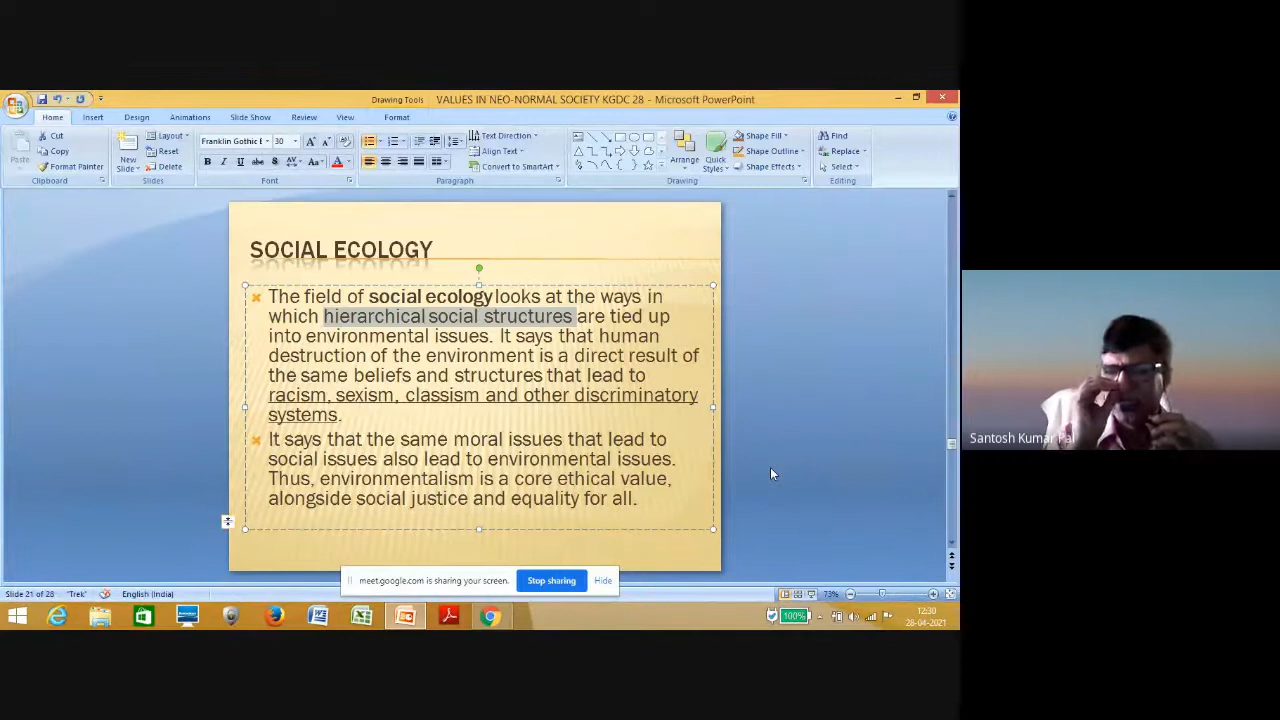 Drawing Tools VALUES IN NEO-NORMAL SOCIETY KGDC 28 - Microsoft PowerPoint
Home Insert Design Animations Slide Show Review View Format
Paste Cut Copy Format Painter
Clipboard
New Slide Layout Reset Delete
Slides
Franklin Gothic E 30
B I U abc S AV Aa A
Font
Paragraph
Text Direction
Align Text
Convert to SmartArt
Arrange Quick Styles
Shape Fill
Shape Outline
Shape Effects
Drawing
Find
Replace
Select
Editing
SOCIAL ECOLOGY
The field of social ecology looks at the ways in
which hierarchical social structures are tied up
into environmental issues. It says that human
destruction of the environment is a direct result of
the same beliefs and structures that lead to
racism, sexism, classism and other discriminatory
systems.
It says that the same moral issues that lead to
social issues also lead to environmental issues.
Thus, environmentalism is a core ethical value,
alongside social justice and equality for all.
meet.google.com is sharing your screen. Stop sharing Hide
Slide 21 of 28 "Trek" English (India) 73%
100% 12:30
28-04-2021
Santosh Kumar Pal